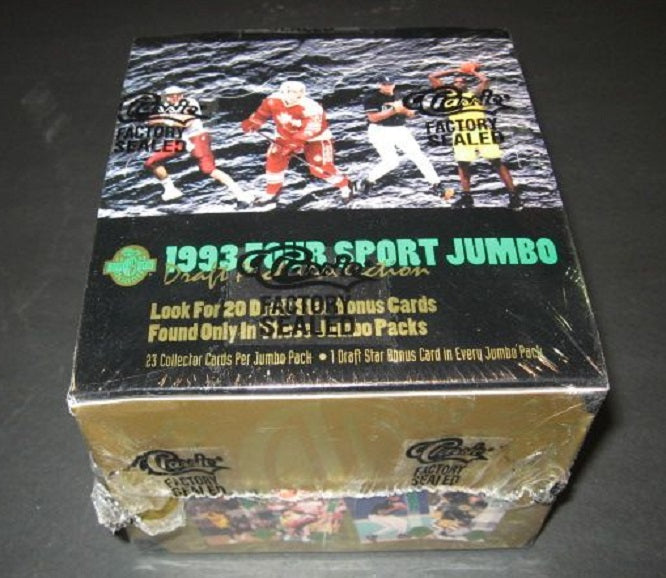 Classic
FACTORY
SEALED
Classic
FACTORY
SEALED
1993 FOUR SPORT JUMBO
Draft Collection
Classic
FACTORY
SEALED
Look For 20 Bonus Cards
Found Only In Jumbo Packs
23 Collector Cards Per Jumbo Pack • 1 Draft Star Bonus Card in Every Jumbo Pack
Classic
FACTORY
SEALED
Classic
FACTORY
SEALED